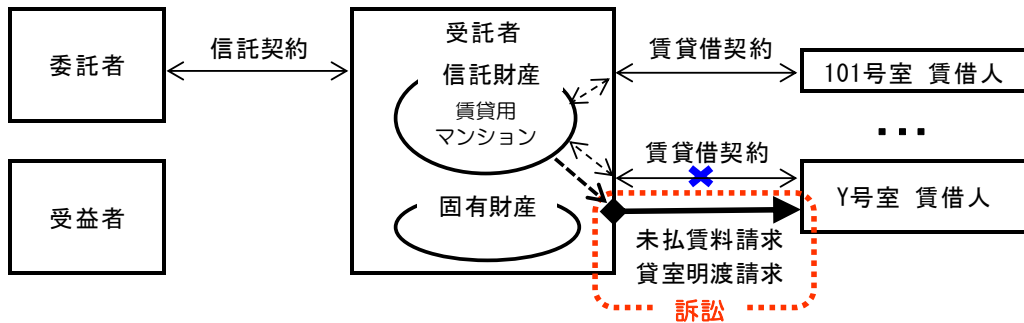 委託者
信託契約
受託者
信託財産
賃貸用
マンション
固有財産
受益者
賃貸借契約
101号室 賃借人
...
賃貸借契約
Y号室 賃借人
未払賃料請求
貸室明渡請求
訴訟